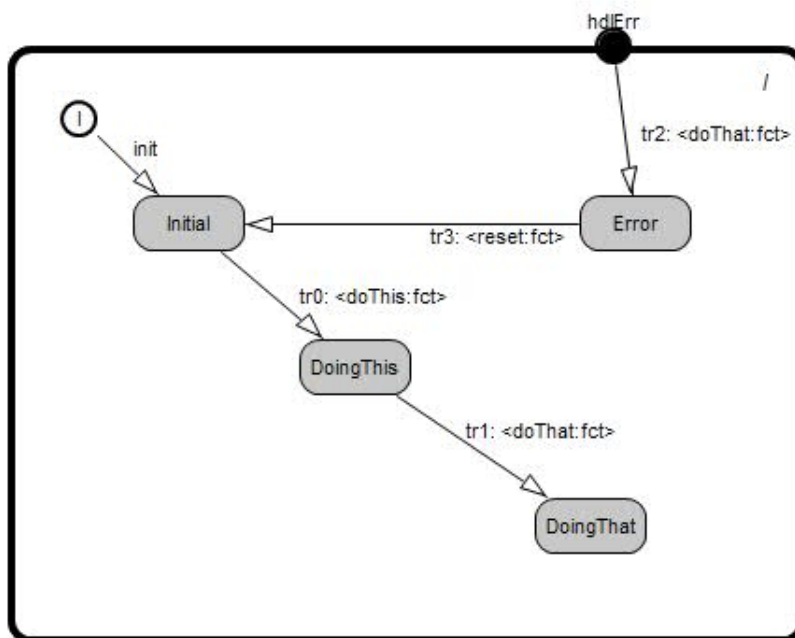 hdlErr
/
I
init
tr2: <doThat:fct>
Initial
Error
tr3: <reset:fct>
tr0: <doThis:fct>
DoingThis
tr1: <doThat:fct>
DoingThat